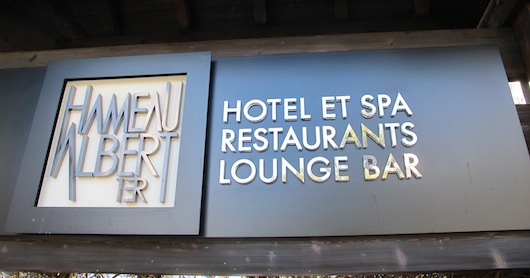 HAMEAU
ALBERT
1ER
HOTEL ET SPA
RESTAURANTS
LOUNGE BAR